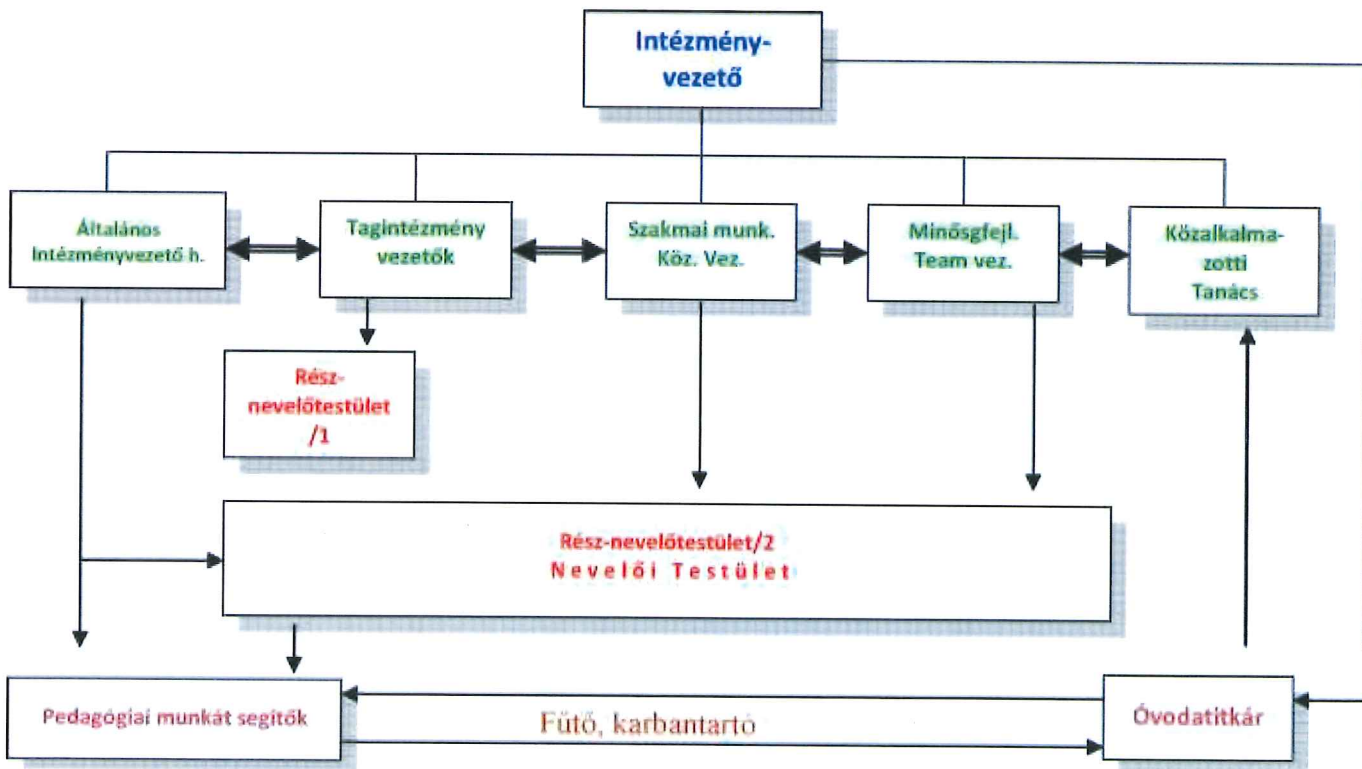 Intézmény-
vezető
Általános
Intézményvezető h.
Tagintézmény
vezetők
Szakmai munk.
Köz. Vez.
Minősgfejl.
Team vez.
Közalkalma-
zotti
Tanács
Rész-
nevelőtestület
/1
Rész-nevelőtestület/2
Nevelői Testület
Pedagógiai munkát segítők
Fűtő, karbantartó
Óvodatitkár